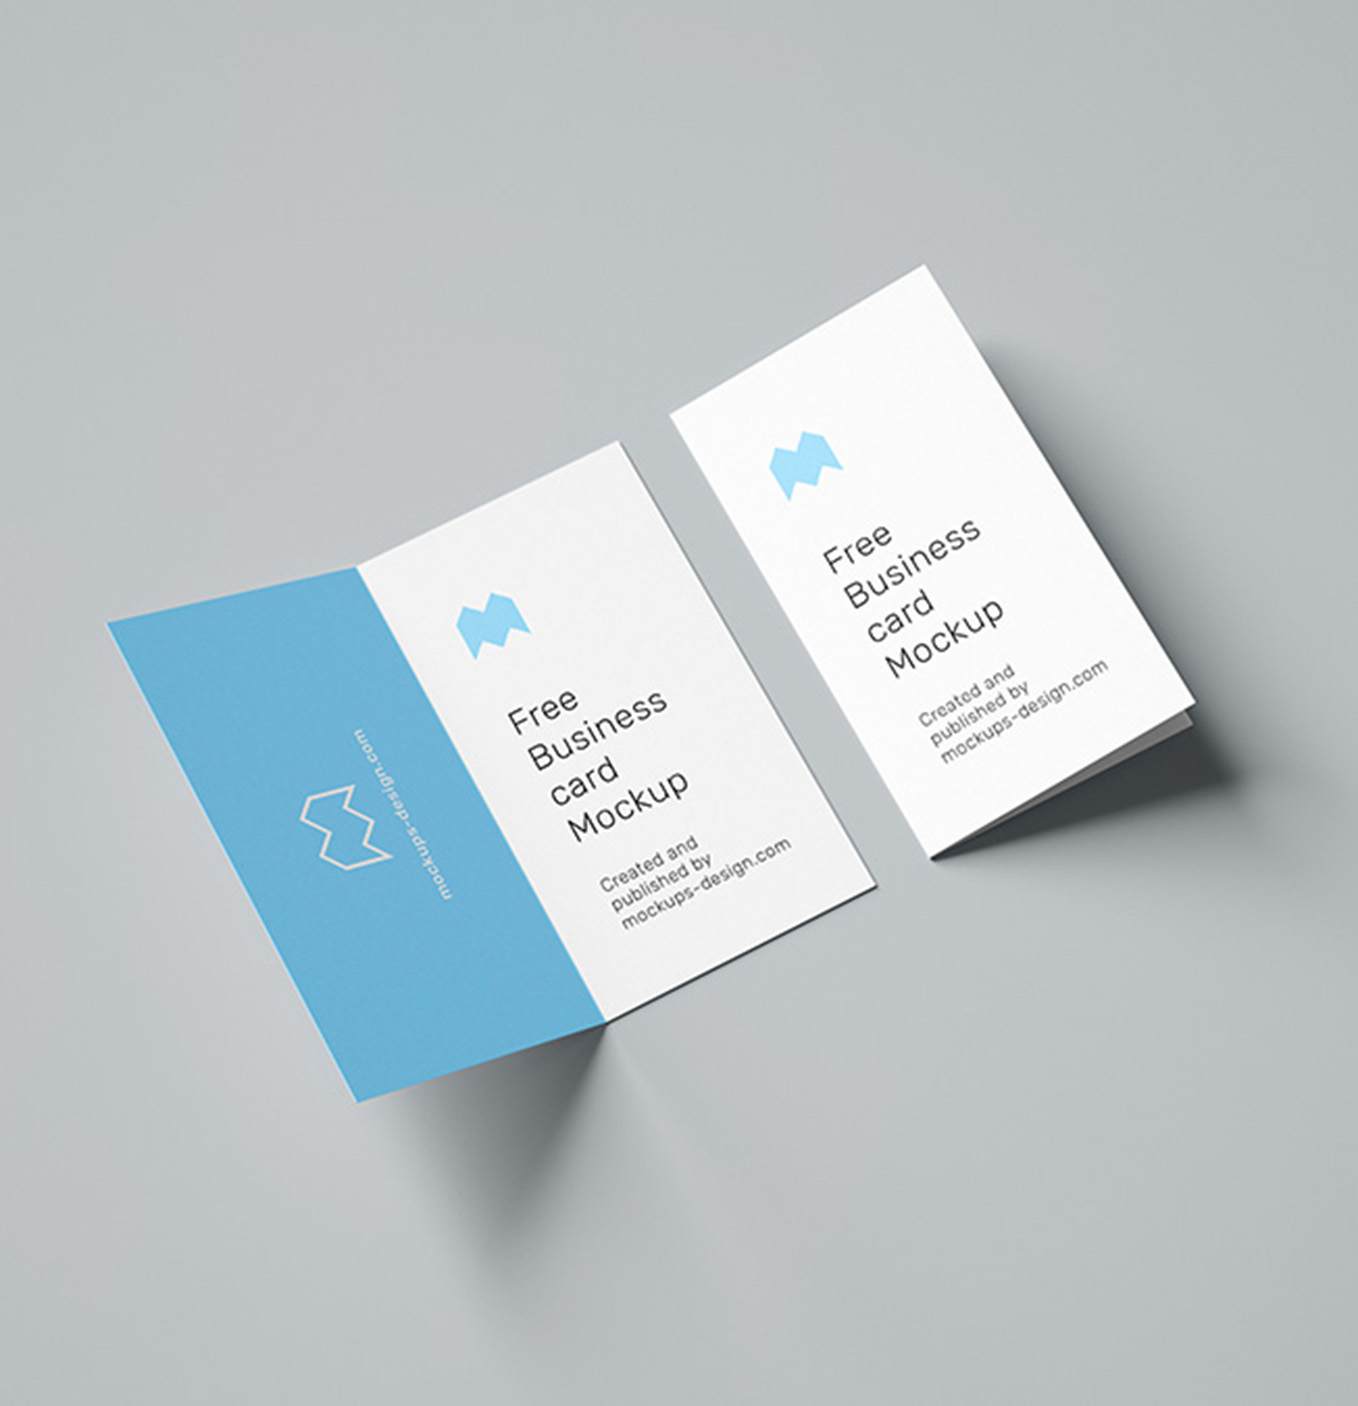 mockups-design.com
Free
Business
card
Mockup
Created and
published by
mockups-design.com
Free
Business
card
Mockup
Created and
published by
mockups-design.com